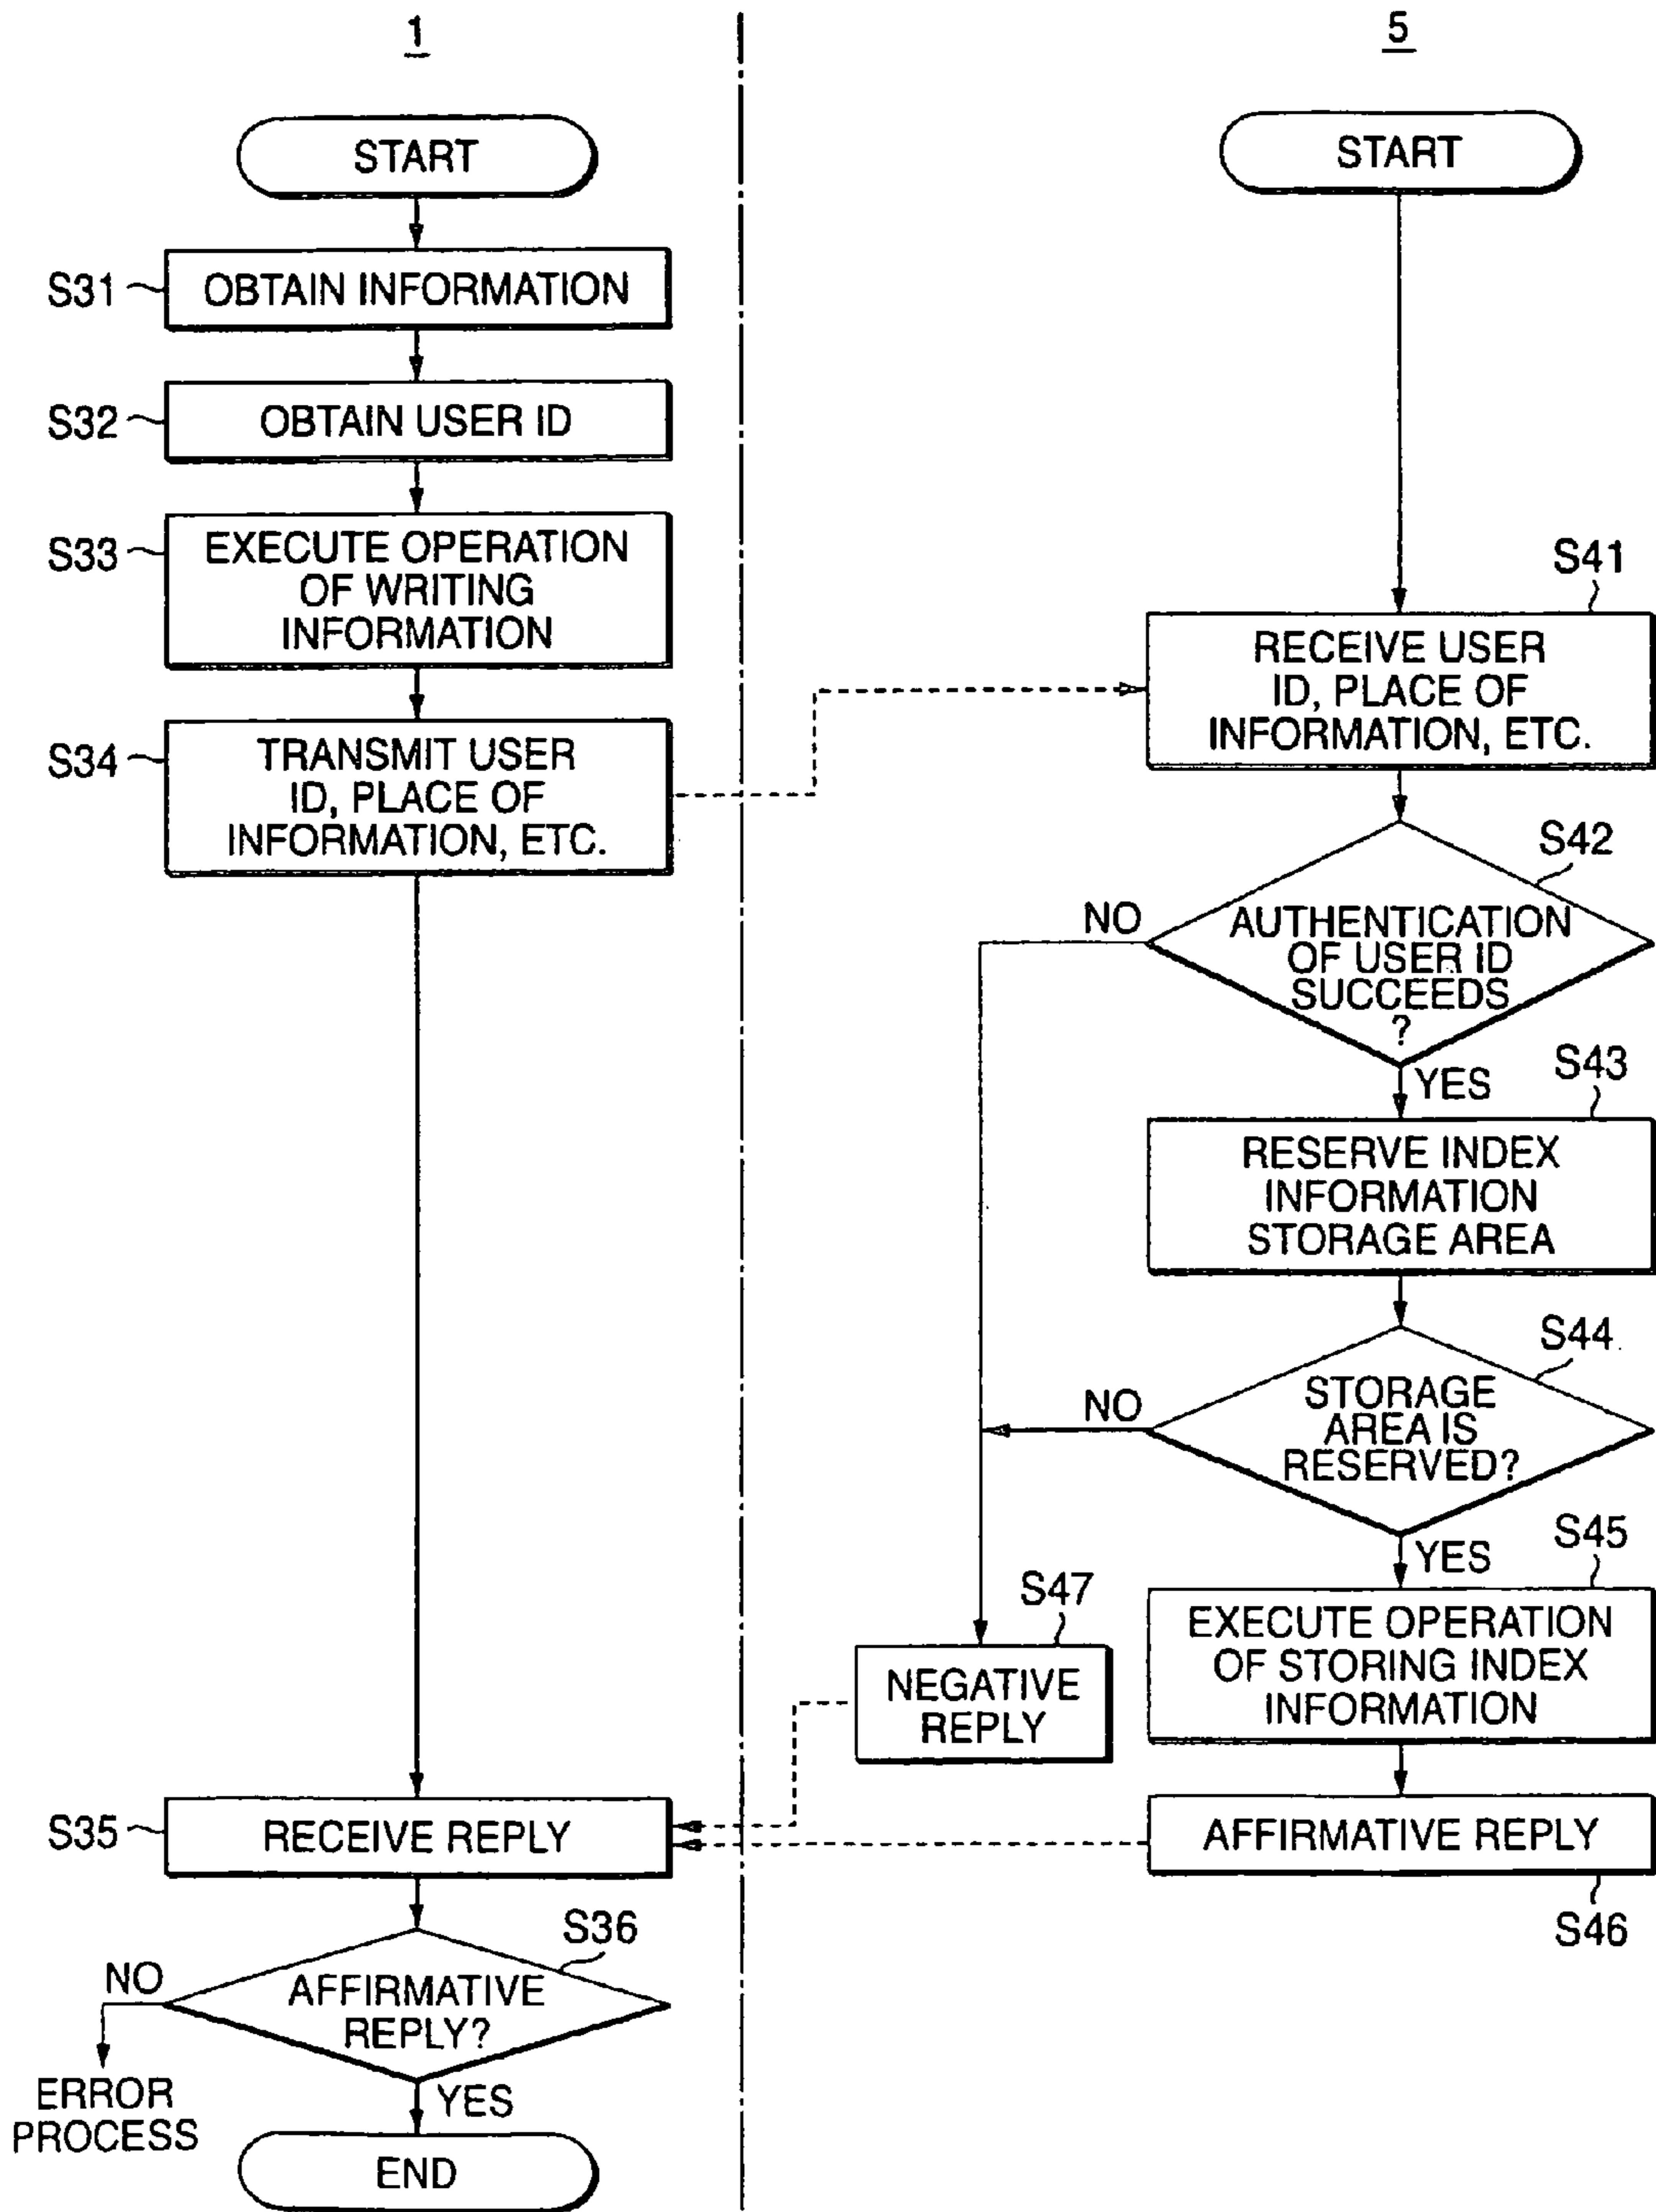 1
START
S31
OBTAIN INFORMATION
S32
OBTAIN USER ID
S33
EXECUTE OPERATION
OF WRITING
INFORMATION
S34
TRANSMIT USER
ID, PLACE OF
INFORMATION, ETC.
S35
RECEIVE REPLY
S36
AFFIRMATIVE
REPLY?
NO
ERROR
PROCESS
YES
END
5
START
S41
RECEIVE USER
ID, PLACE OF
INFORMATION, ETC.
S42
NO
AUTHENTICATION
OF USER ID
SUCCEEDS
?
YES
S43
RESERVE INDEX
INFORMATION
STORAGE AREA
S44
NO
STORAGE
AREA IS
RESERVED?
YES
S45
EXECUTE OPERATION
OF STORING INDEX
INFORMATION
S47
NEGATIVE
REPLY
AFFIRMATIVE REPLY
S46